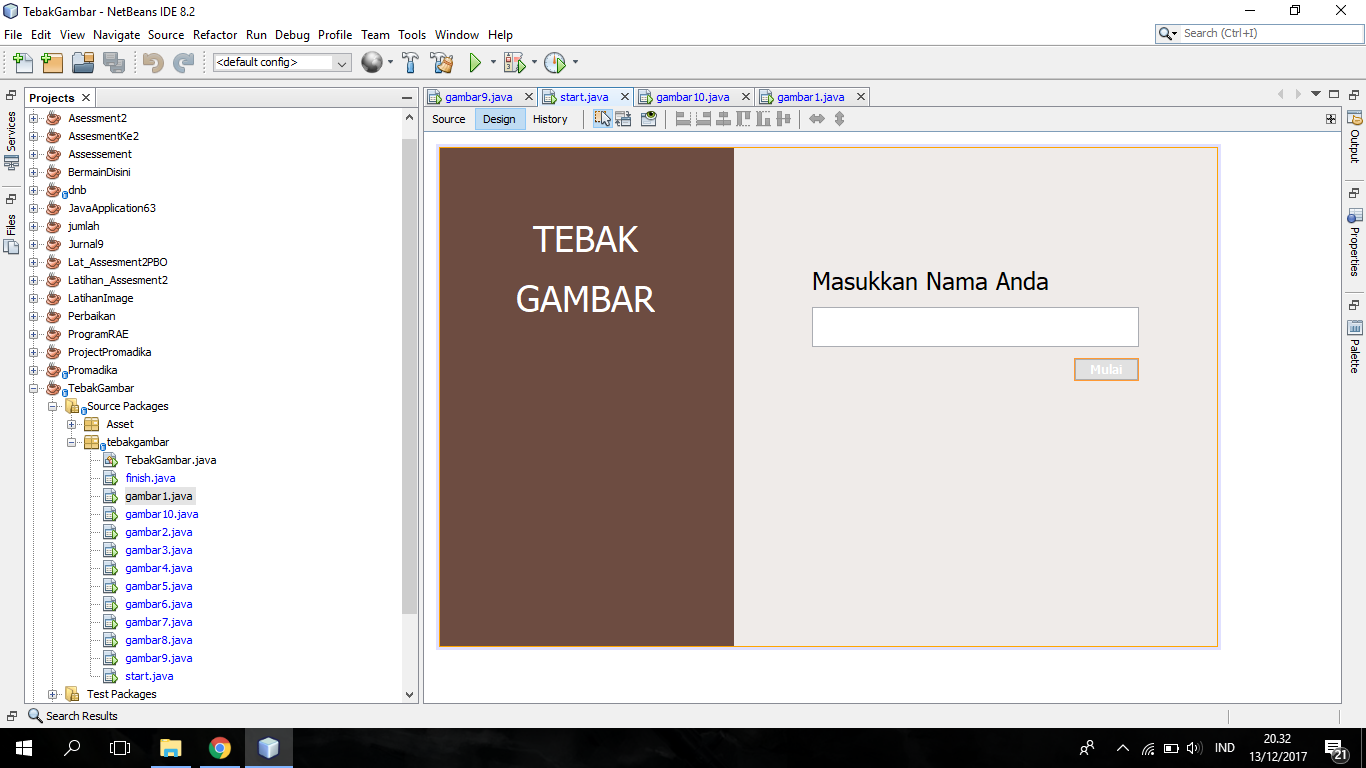 TebakGambar - NetBeans IDE 8.2
File Edit View Navigate Source Refactor Run Debug Profile Team Tools Window Help
Search (Ctrl+I)
<default config>
Services
Files
Projects
Asessment2
AssesmentKe2
Assessement
BermainDisini
dnb
JavaApplication63
jumlah
Jurnal9
Lat_Assesment2PBO
Latihan_Assesment2
LatihanImage
Perbaikan
ProgramRAE
ProjectPromadika
Promadika
TebakGambar
Source Packages
Asset
tebakgambar
TebakGambar.java
finish.java
gambar1.java
gambar10.java
gambar2.java
gambar3.java
gambar4.java
gambar5.java
gambar6.java
gambar7.java
gambar8.java
gambar9.java
start.java
Test Packages
gambar9.java start.java gambar10.java gambar1.java
Source Design History
TEBAK
GAMBAR
Masukkan Nama Anda
Mulai
Output
Properties
Palette
Search Results
IND
20.32
13/12/2017
21